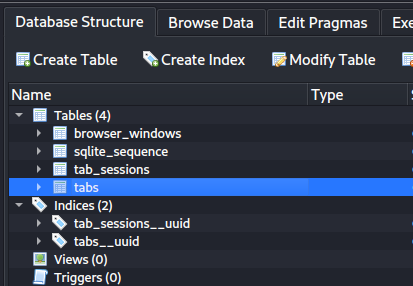 Database Structure Browse Data Edit Pragmas
Create Table Create Index Modify Table
Name Type
Tables (4)
browser_windows
sqlite_sequence
tab_sessions
tabs
Indices (2)
tab_sessions__uuid
tabs__uuid
Views (0)
Triggers (0)